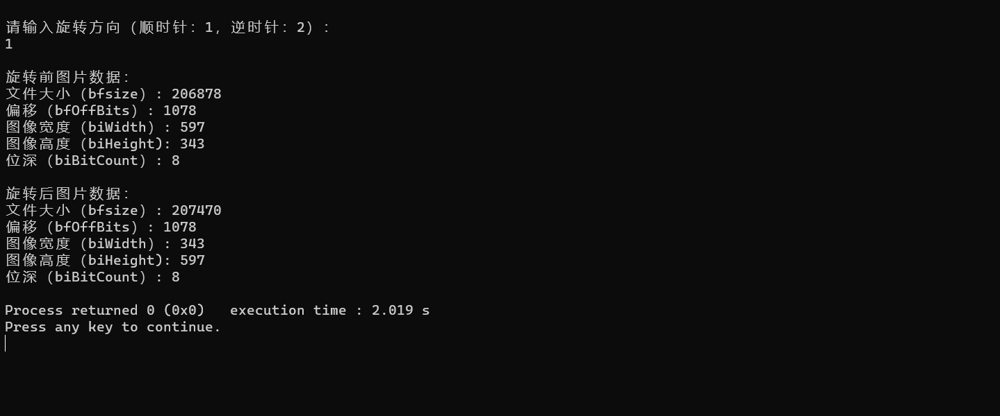 请输入旋转方向（顺时针：1，逆时针：2）：
1
旋转前图片数据：
文件大小（bfsize）：206878
偏移（bfOffBits）：1078
图像宽度（biWidth）：597
图像高度（biHeight)：343
位深（biBitCount）：8
旋转后图片数据：
文件大小（bfsize）：207470
偏移（bfOffBits）：1078
图像宽度（biWidth）：343
图像高度（biHeight)：597
位深（biBitCount）：8
Process returned 0 (0x0)   execution time : 2.019 s
Press any key to continue.